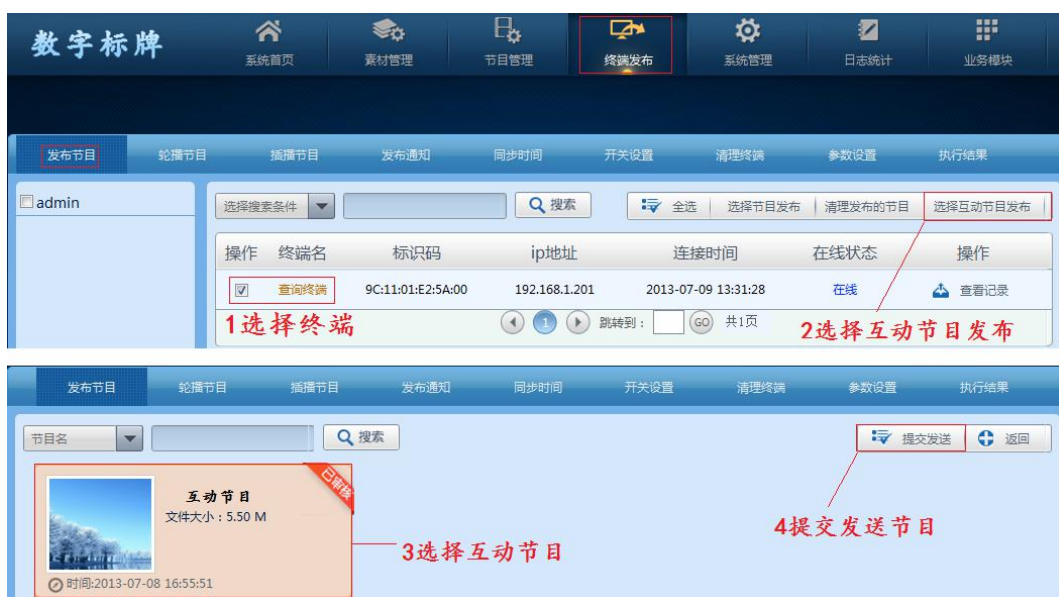 数字标牌
系统首页 素材管理 节目管理 终端发布 系统管理 日志统计 业务模块
发布节目 轮播节目 插播节目 发布通知 同步时间 开关设置 清理终端 参数设置 执行结果
admin
选择搜素条件 搜素 全选 选择节目发布 清理发布的节目 选择互动节目发布
操作 终端名 标识码 ip地址 连接时间 在线状态 操作
查询终端 9C:11:01:E2:5A:00 192.168.1.201 2013-07-09 13:31:28 在线 查看记录
1 跳转到： GO 共1页
1选择终端
2选择互动节目发布
发布节目 轮播节目 插播节目 发布通知 同步时间 开关设置 清理终端 参数设置 执行结果
节目名 搜素 提交发送 返回
已审核
互动节目
文件大小：5.50 M
时间:2013-07-08 16:55:51
3选择互动节目
4提交发送节目